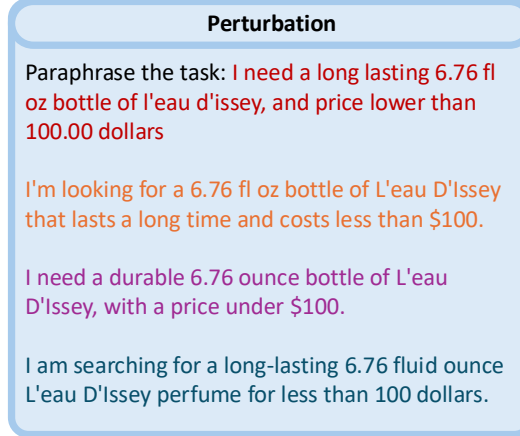 Perturbation
Paraphrase the task: I need a long lasting 6.76 fl
oz bottle of l'eau d'issey, and price lower than
100.00 dollars
I'm looking for a 6.76 fl oz bottle of L'eau D'Issey
that lasts a long time and costs less than $100.
I need a durable 6.76 ounce bottle of L'eau
D'Issey, with a price under $100.
I am searching for a long-lasting 6.76 fluid ounce
L'eau D'Issey perfume for less than 100 dollars.